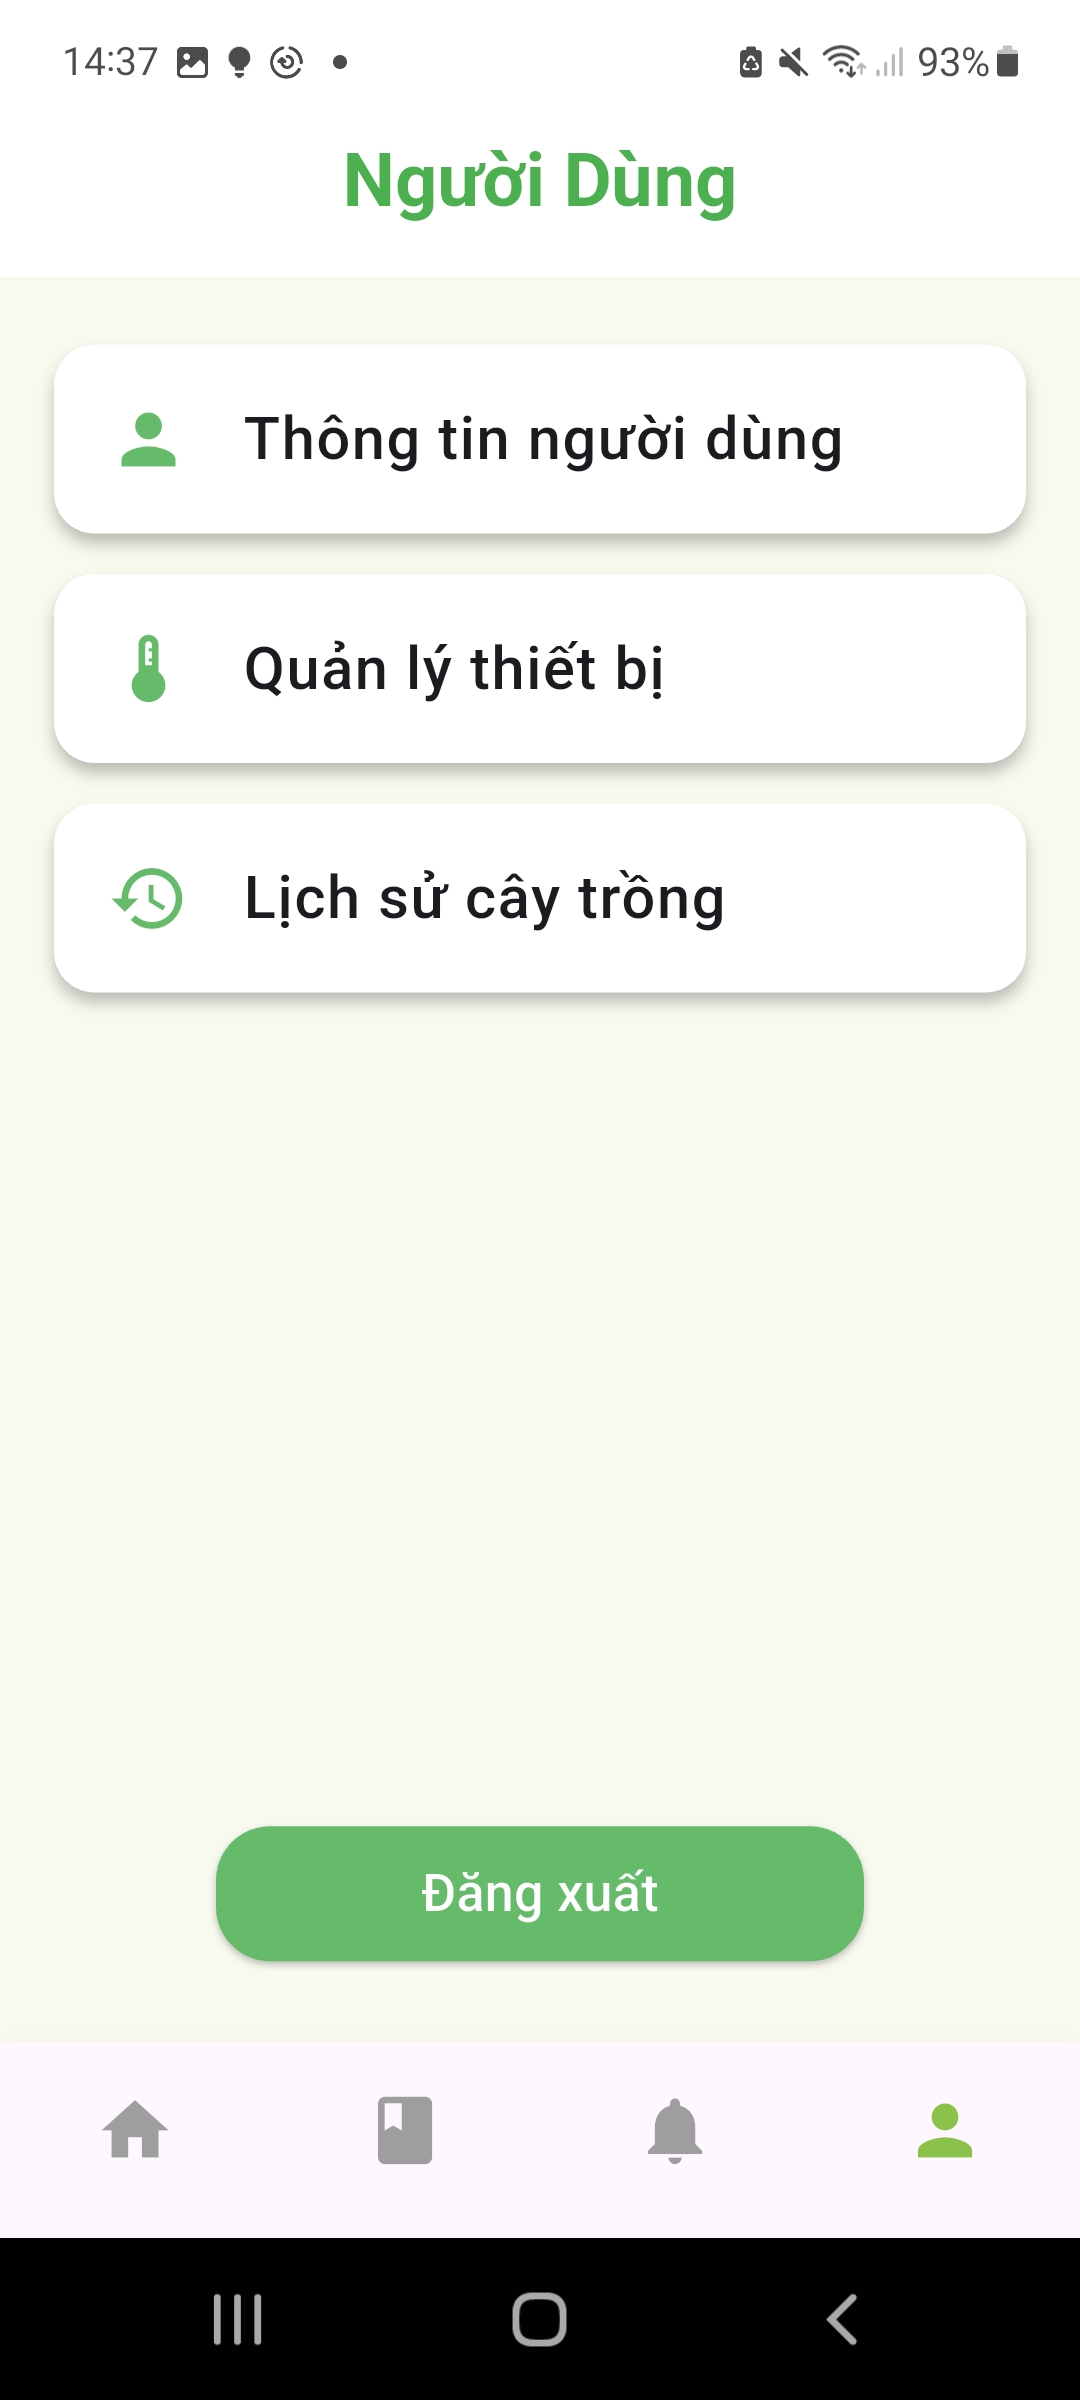 14:37
93%
Người Dùng
Thông tin người dùng
Quản lý thiết bị
Lịch sử cây trồng
Đăng xuất